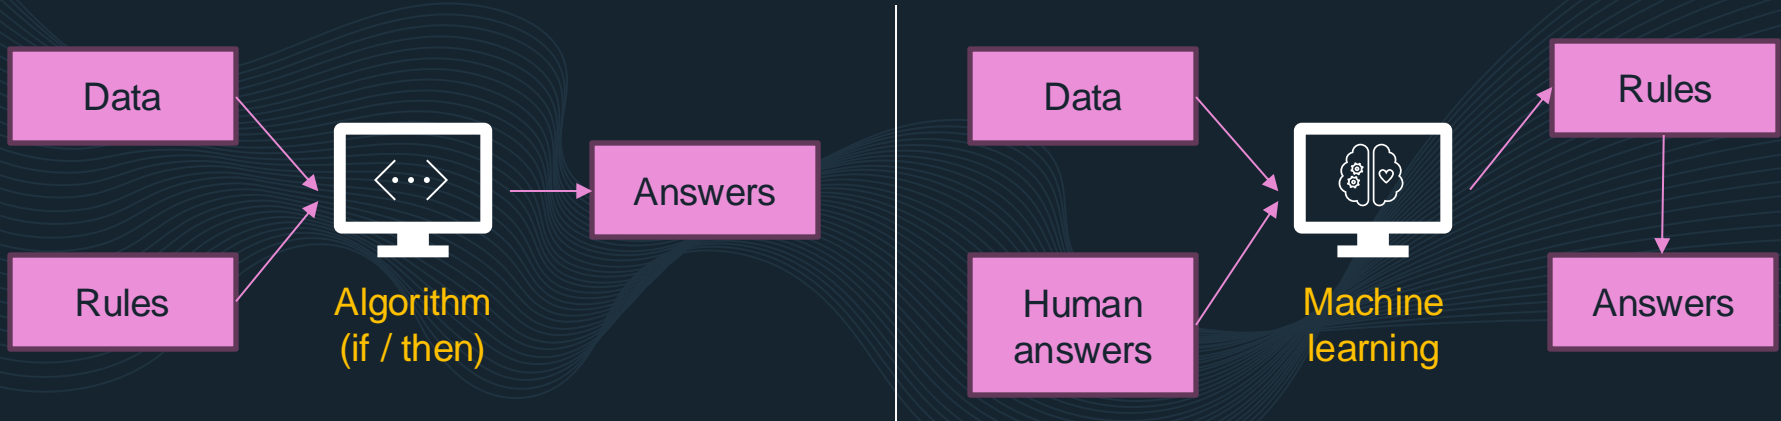 Data
Rules
Algorithm
(if / then)
Answers
Data
Human
answers
Machine
learning
Rules
Answers